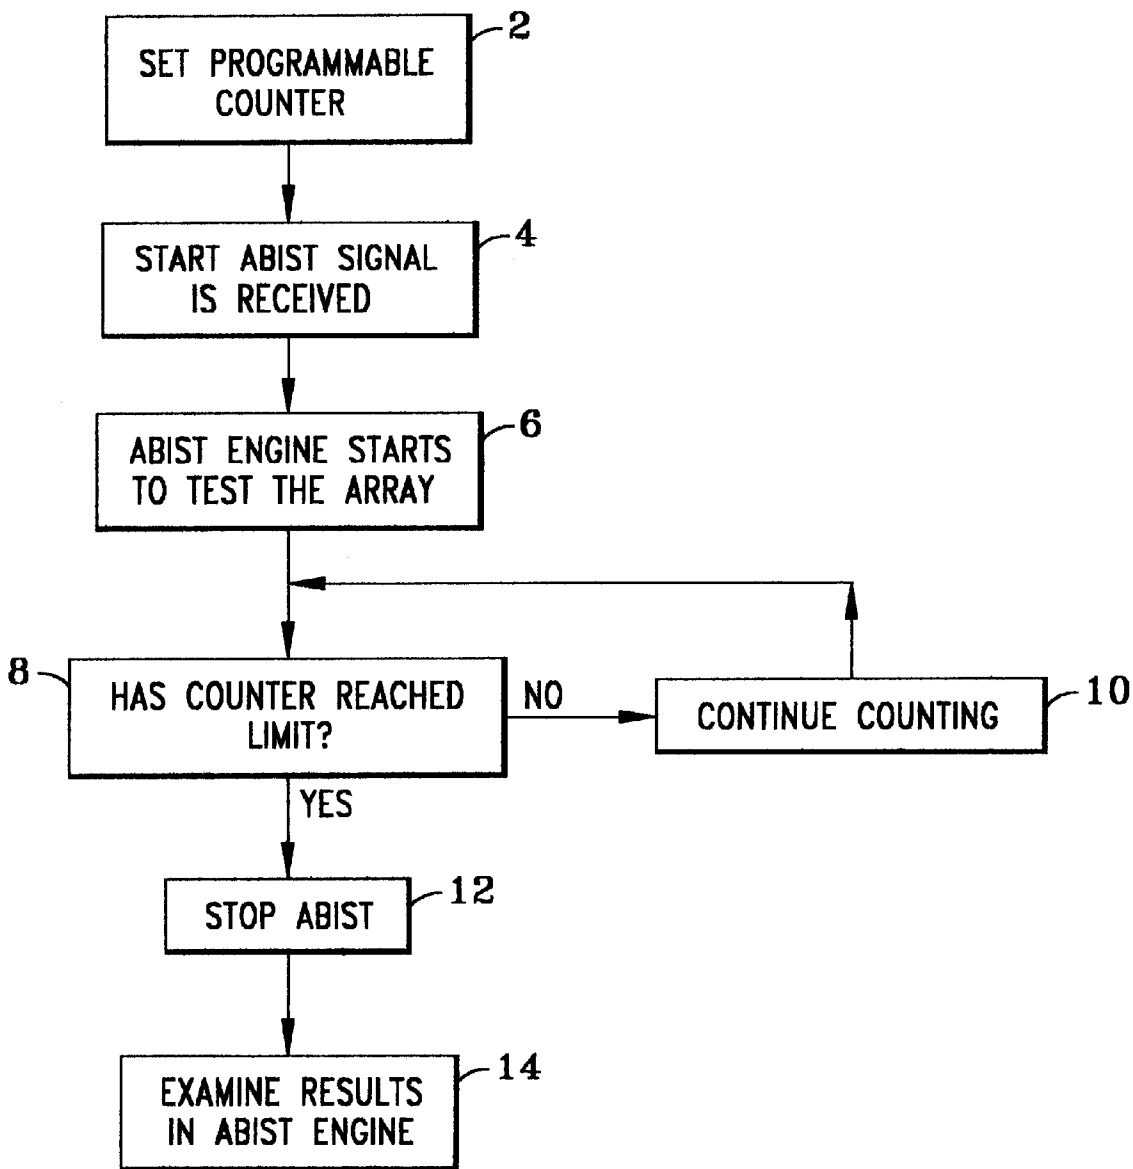 2
SET PROGRAMMABLE
COUNTER
4
START ABIST SIGNAL
IS RECEIVED
6
ABIST ENGINE STARTS
TO TEST THE ARRAY
8
HAS COUNTER REACHED
LIMIT?
NO
CONTINUE COUNTING
10
YES
STOP ABIST
12
EXAMINE RESULTS
IN ABIST ENGINE
14